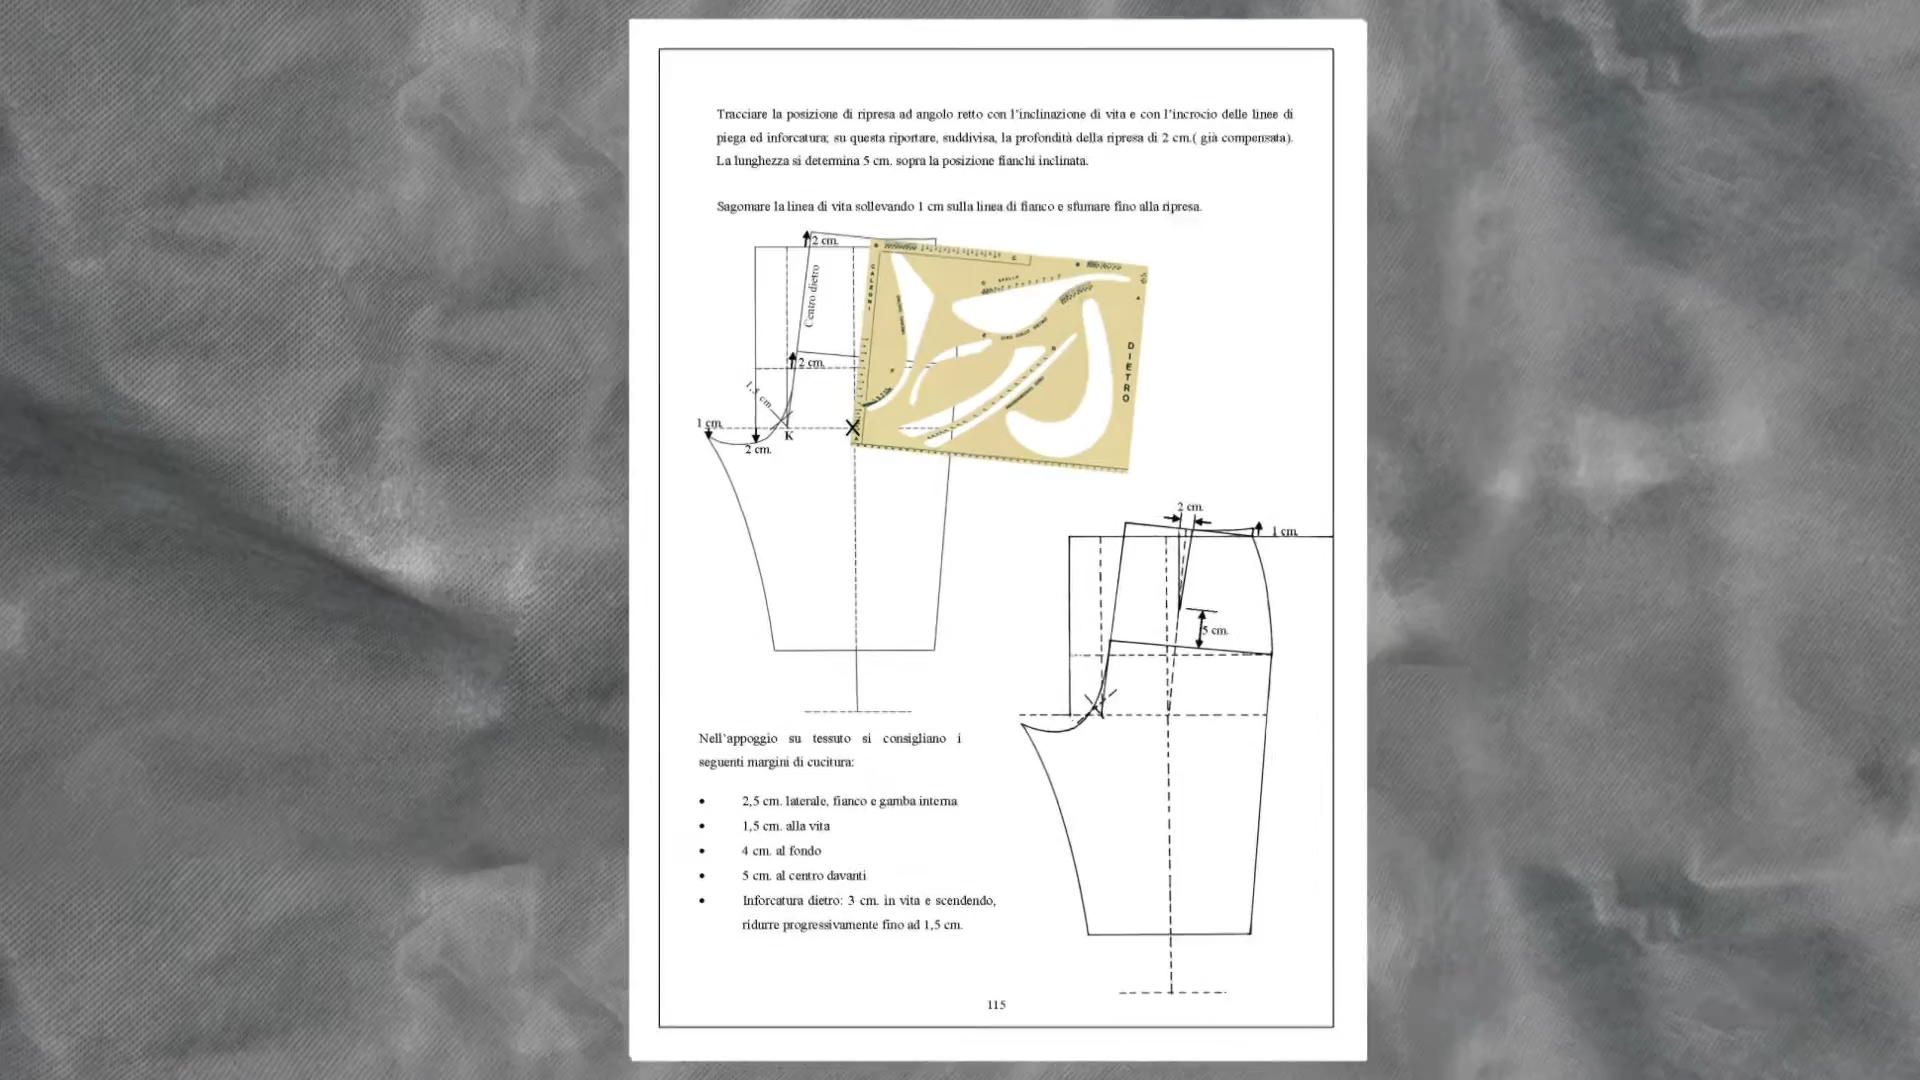 Tracciare la posizione di ripresa ad angolo retto con l'inclinazione di vita e con l'incrocio delle linee di
piega ed inforcatura; su questa riportare, suddivisa, la profondità della ripresa di 2 cm.( già compensata).
La lunghezza si determina 5 cm. sopra la posizione fianchi inclinata.
Sagomare la linea di vita sollevando 1 cm sulla linea di fianco e sfumare fino alla ripresa.
2 cm.
Centro dietro
2 cm.
1,5 cm
1 cm.
K
2 cm.
CALZONI
DIETRO
2 cm.
1 cm.
5 cm.
Nell'appoggio su tessuto si consigliano i
seguenti margini di cucitura:
• 2,5 cm. laterale, fianco e gamba interna
• 1,5 cm. alla vita
• 4 cm. al fondo
• 5 cm. al centro davanti
• Inforcatura dietro: 3 cm. in vita e scendendo,
ridurre progressivamente fino ad 1,5 cm.
115